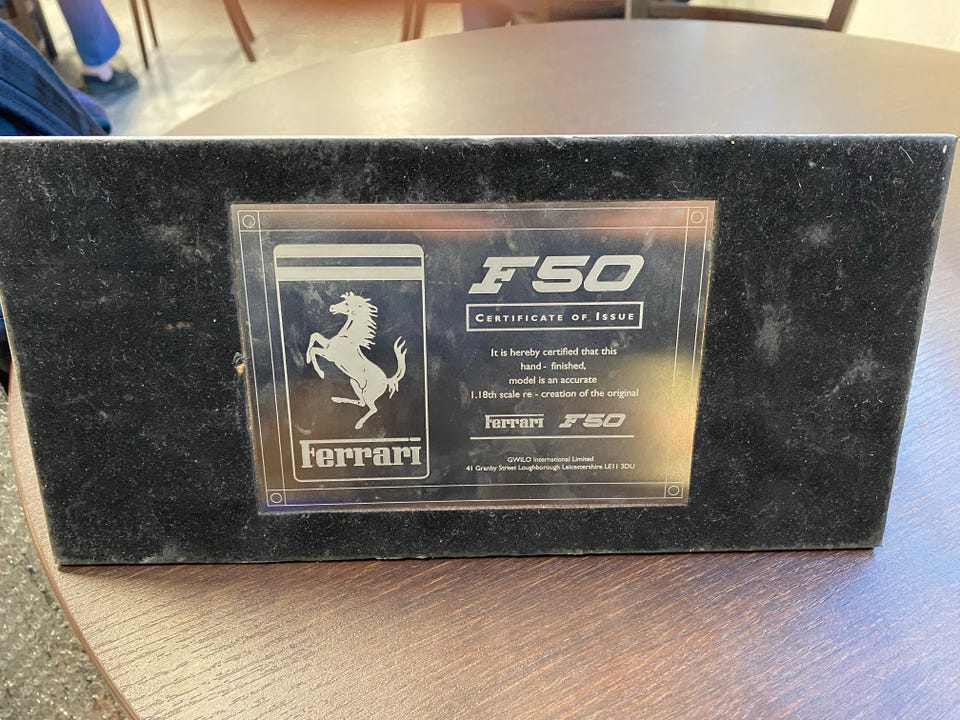 Ferrari
F50
CERTIFICATE OF ISSUE
It is hereby certified that this
hand - finished,
model is an accurate
1.18th scale re - creation of the original
Ferrari F50
GWILO International Limited
41 Granby Street Loughborough Leicestershire LE11 3DU